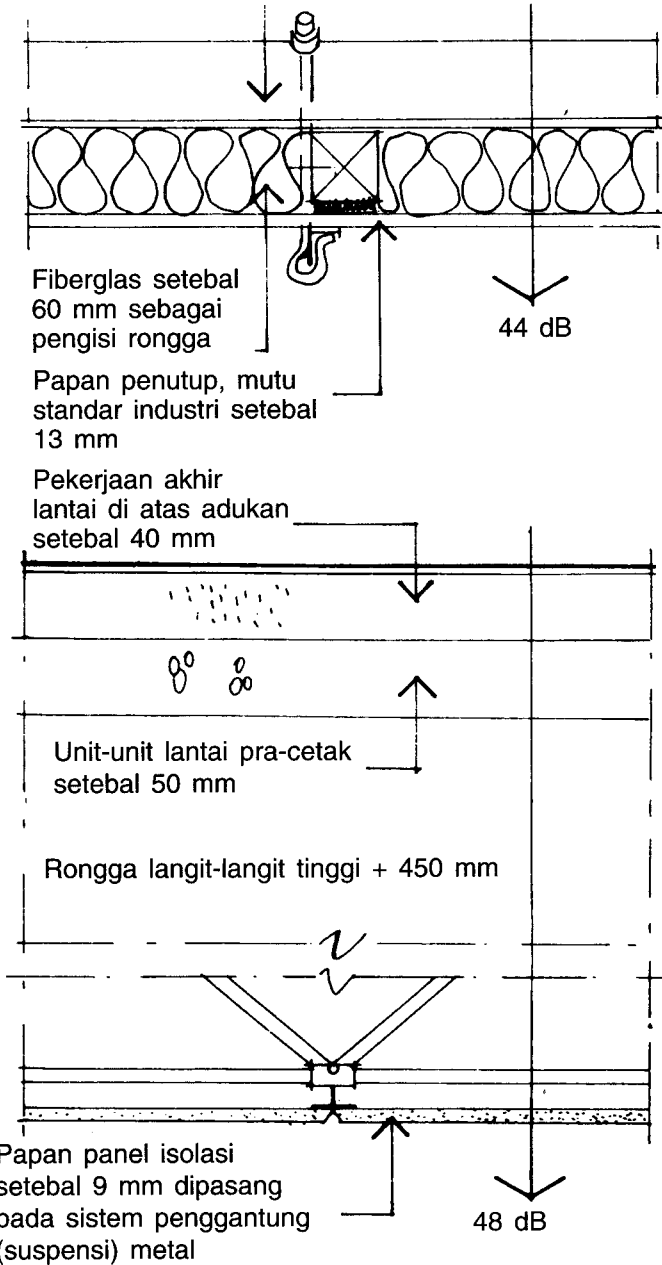 Fiberglas setebal
60 mm sebagai
pengisi rongga
44 dB
Papan penutup, mutu
standar industri setebal
13 mm
Pekerjaan akhir
lantai di atas adukan
setebal 40 mm
Unit-unit lantai pra-cetak
setebal 50 mm
Rongga langit-langit tinggi + 450 mm
Papan panel isolasi
setebal 9 mm dipasang
pada sistem penggantung
(suspensi) metal
48 dB